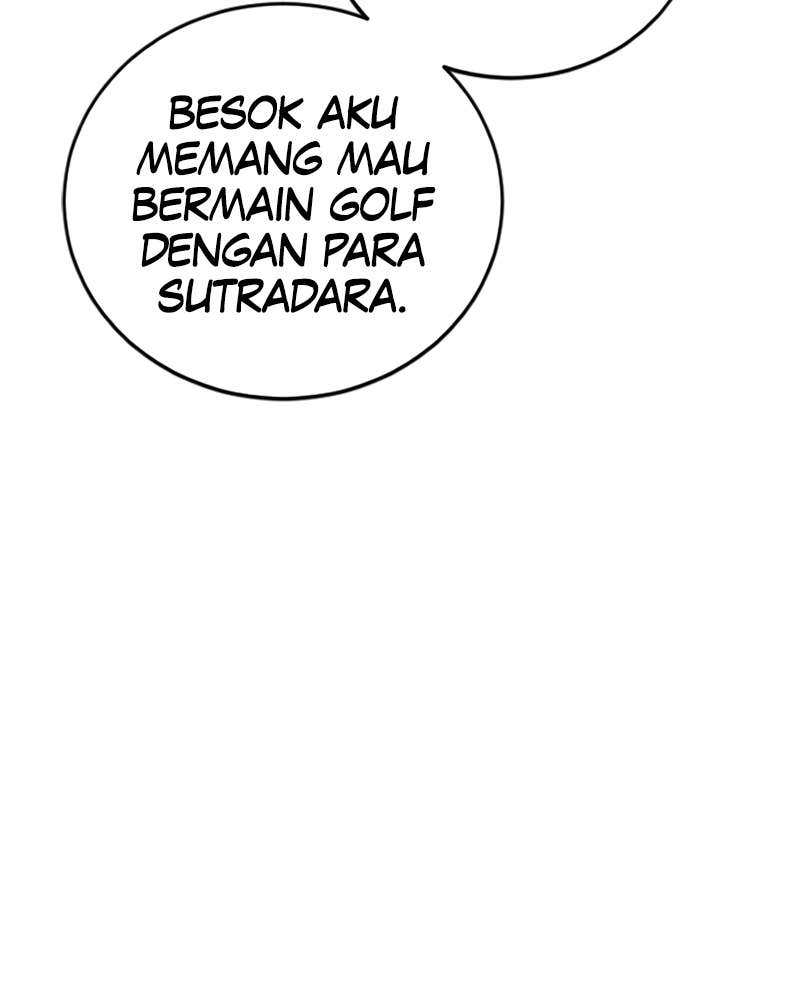 BESOK AKU
MEMANG MAU
BERMAIN GOLF
DENGAN PARA
SUTRADARA.